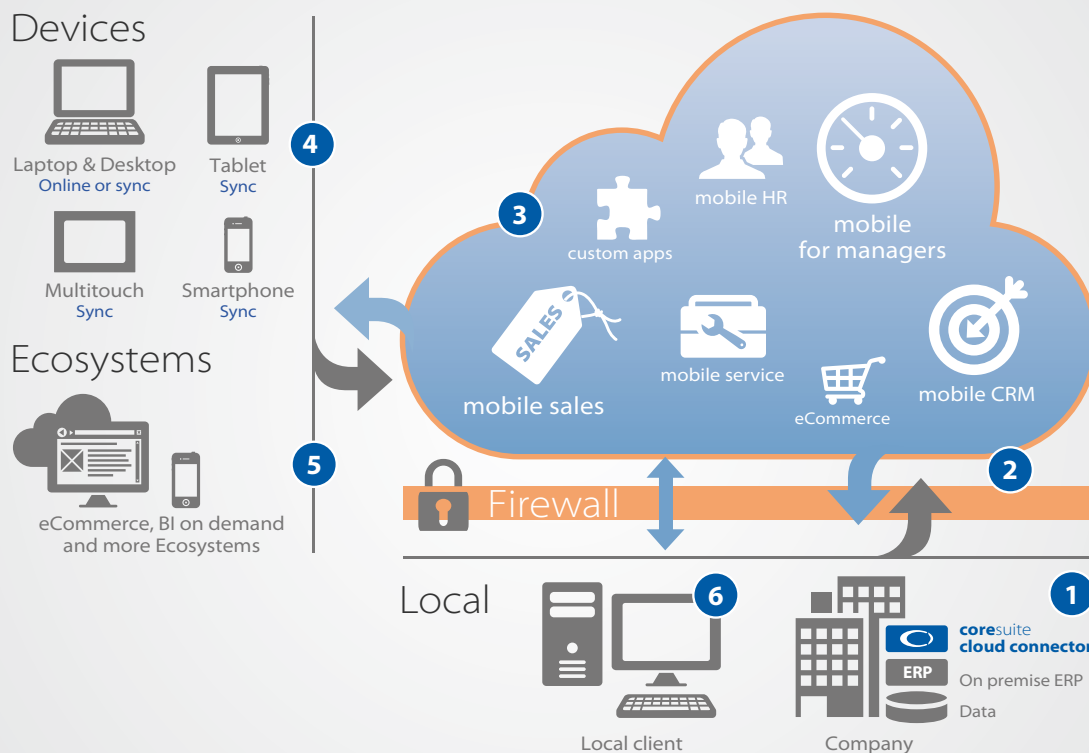 Devices
4
Laptop & Desktop
Online or sync
Tablet
Sync
Multitouch
Sync
Smartphone
Sync
Ecosystems
5
eCommerce, BI on demand
and more Ecosystems
3
mobile HR
custom apps
mobile
for managers
SALES
mobile sales
mobile service
eCommerce
mobile CRM
2
Firewall
Local
6
Local client
1
coresuite
cloud connector
ERP
On premise ERP
Data
Company